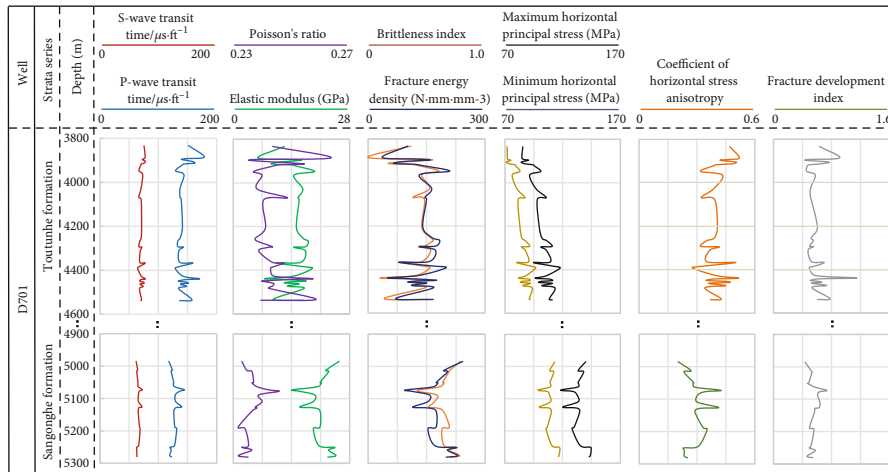 Well
Strata series
Depth (m)
S-wave transit
time/μs·ft⁻¹
0 200
P-wave transit
time/μs·ft⁻¹
0 200
Poisson's ratio
0.23 0.27
Elastic modulus (GPa)
0 28
Brittleness index
0 1.0
Fracture energy
density (N·mm·mm-3)
0 300
Maximum horizontal
principal stress (MPa)
70 170
Minimum horizontal
principal stress (MPa)
70 170
Coefficient of
horizontal stress
anisotropy
0 0.6
Fracture development
index
0 1.6
D701
Toutunhe formation
3800
4000
4200
4400
4600
Sangonghe formation
4900
5000
5100
5200
5300